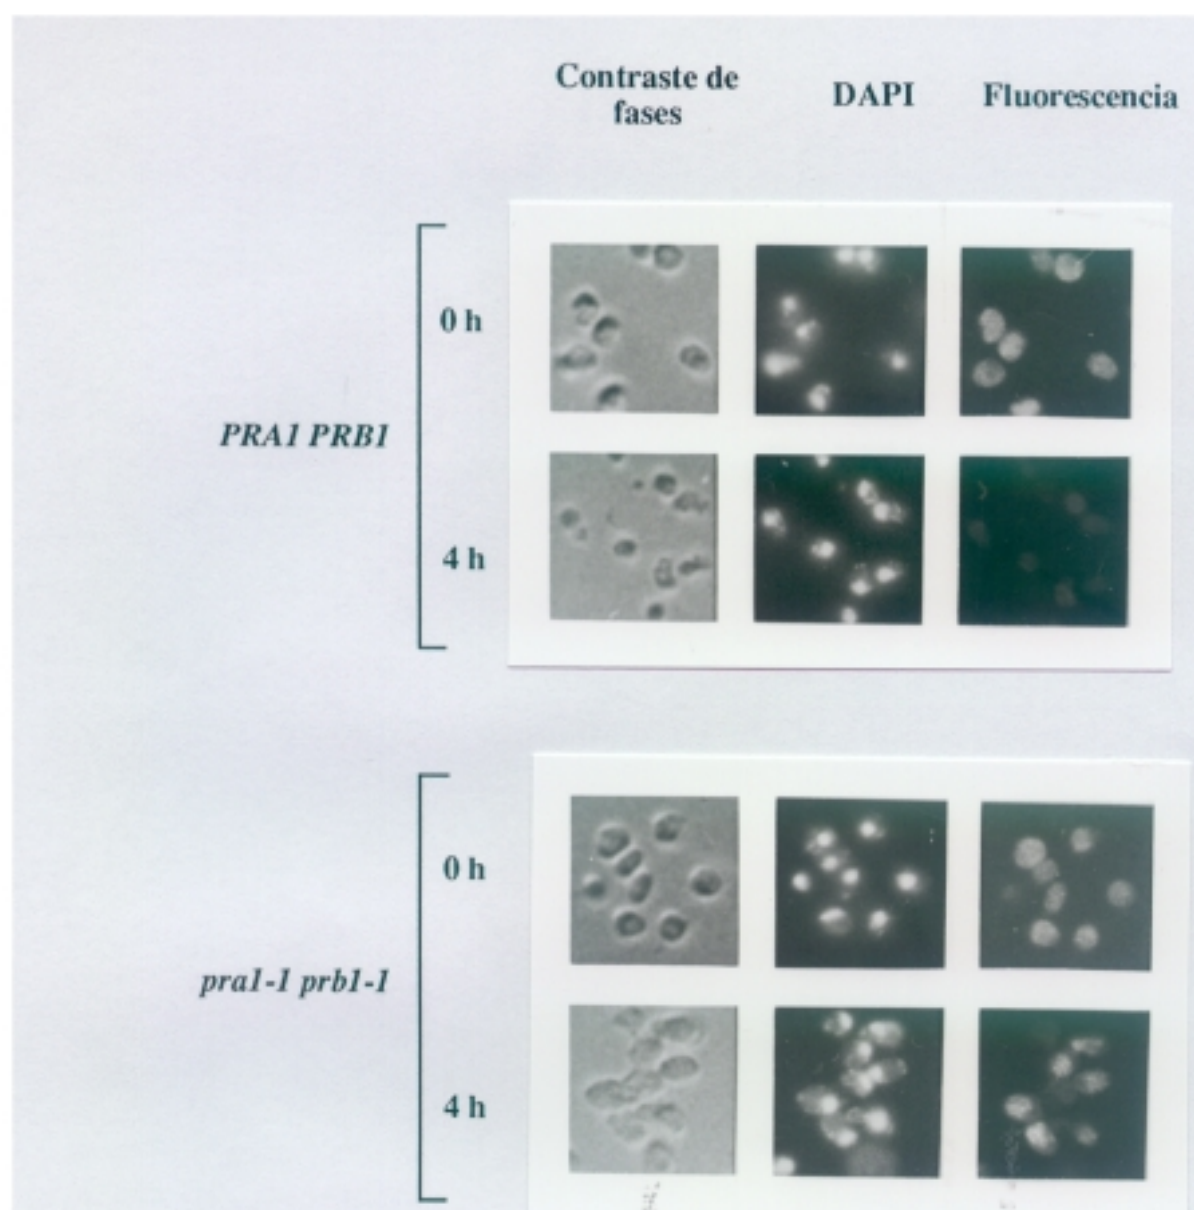 Contraste de
fases
DAPI
Fluorescencia
0 h
PRA1 PRB1
4 h
0 h
pra1-1 prb1-1
4 h